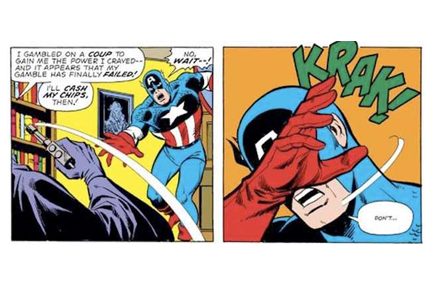 I GAMBLED ON A COUP TO
GAIN ME THE POWER I CRAVED--
AND IT APPEARS THAT MY
GAMBLE HAS FINALLY FAILED!
NO,
WAIT--!
I'LL CASH
MY CHIPS,
THEN!
KRAK!
DON'T...